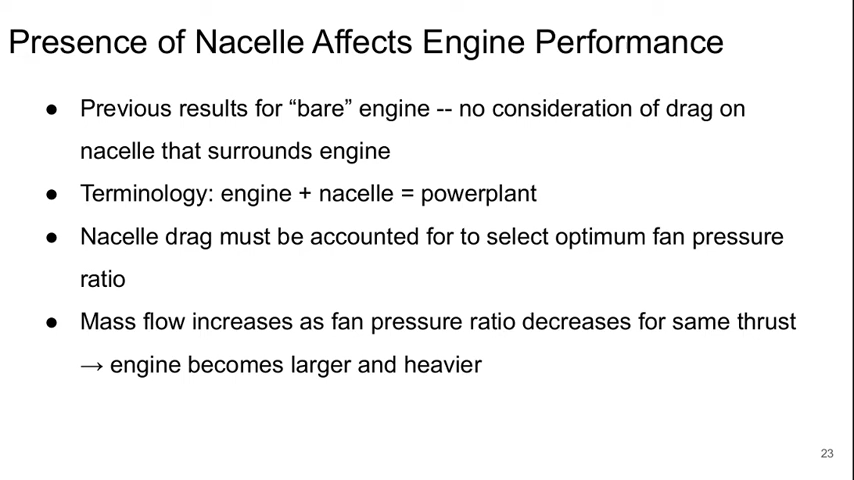 Presence of Nacelle Affects Engine Performance
● Previous results for “bare” engine -- no consideration of drag on
nacelle that surrounds engine
● Terminology: engine + nacelle = powerplant
● Nacelle drag must be accounted for to select optimum fan pressure
ratio
● Mass flow increases as fan pressure ratio decreases for same thrust
→ engine becomes larger and heavier
23